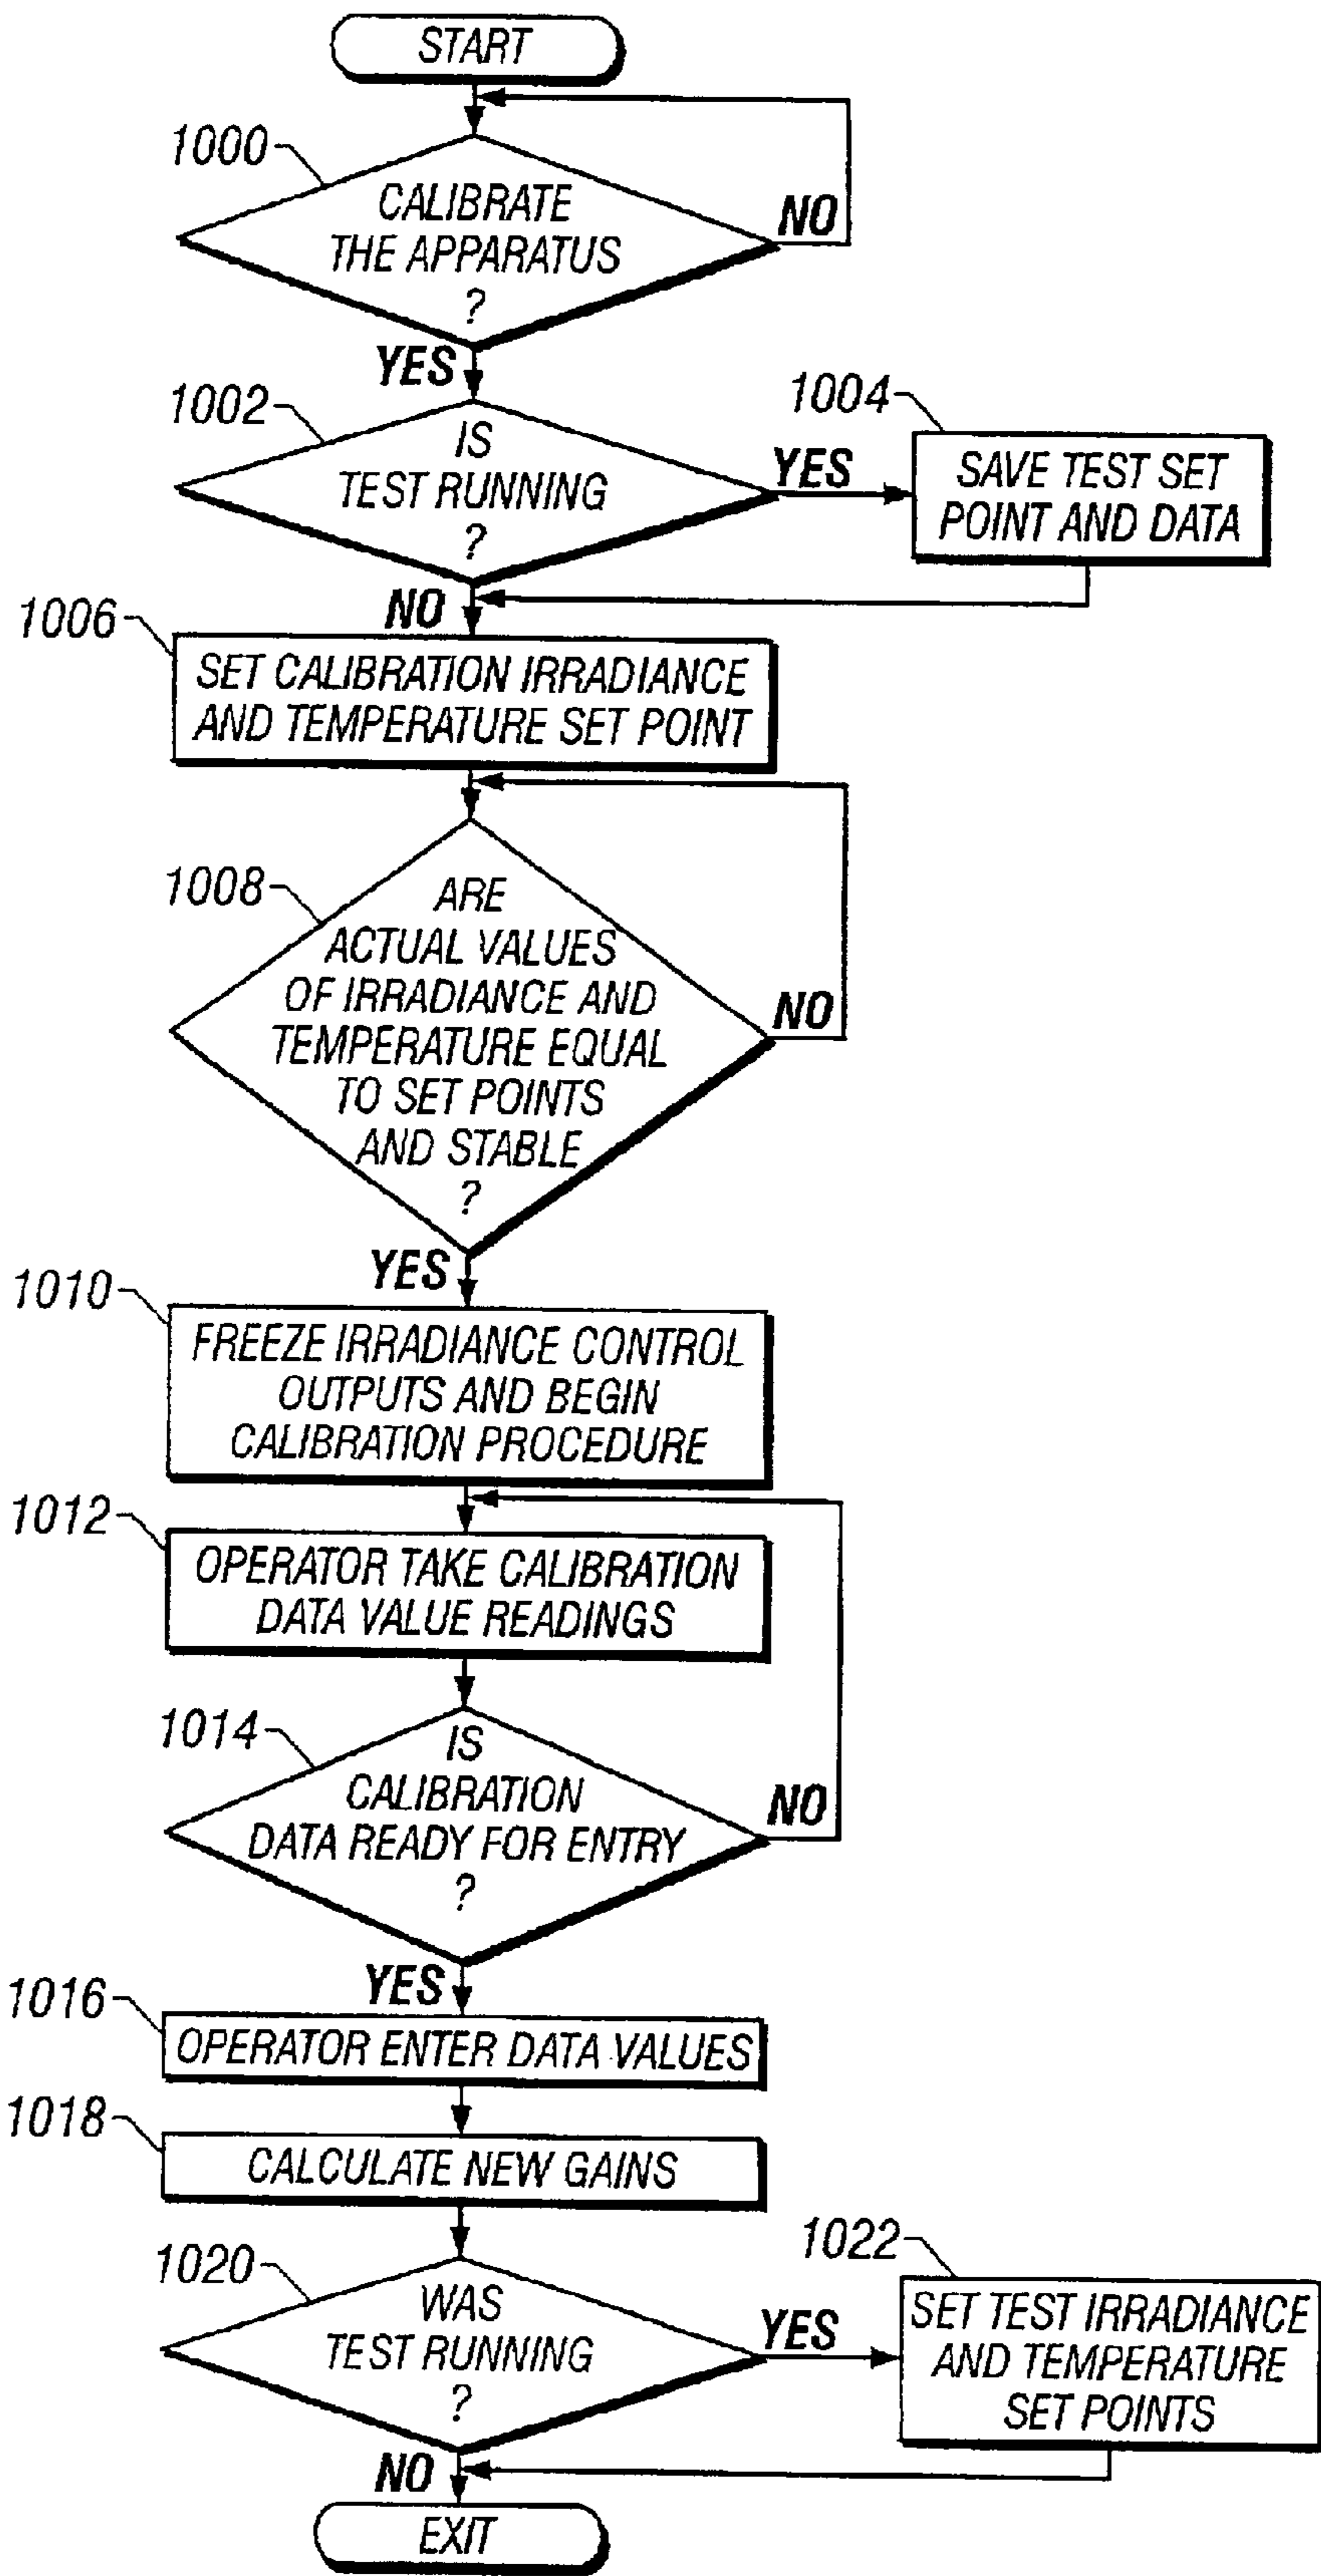 START
1000
CALIBRATE
THE APPARATUS
?
NO
YES
1002
IS
TEST RUNNING
?
YES
1004
SAVE TEST SET
POINT AND DATA
NO
1006
SET CALIBRATION IRRADIANCE
AND TEMPERATURE SET POINT
1008
ARE
ACTUAL VALUES
OF IRRADIANCE AND
TEMPERATURE EQUAL
TO SET POINTS
AND STABLE
?
NO
YES
1010
FREEZE IRRADIANCE CONTROL
OUTPUTS AND BEGIN
CALIBRATION PROCEDURE
1012
OPERATOR TAKE CALIBRATION
DATA VALUE READINGS
1014
IS
CALIBRATION
DATA READY FOR ENTRY
?
NO
YES
1016
OPERATOR ENTER DATA VALUES
1018
CALCULATE NEW GAINS
1020
WAS
TEST RUNNING
?
YES
1022
SET TEST IRRADIANCE
AND TEMPERATURE
SET POINTS
NO
EXIT